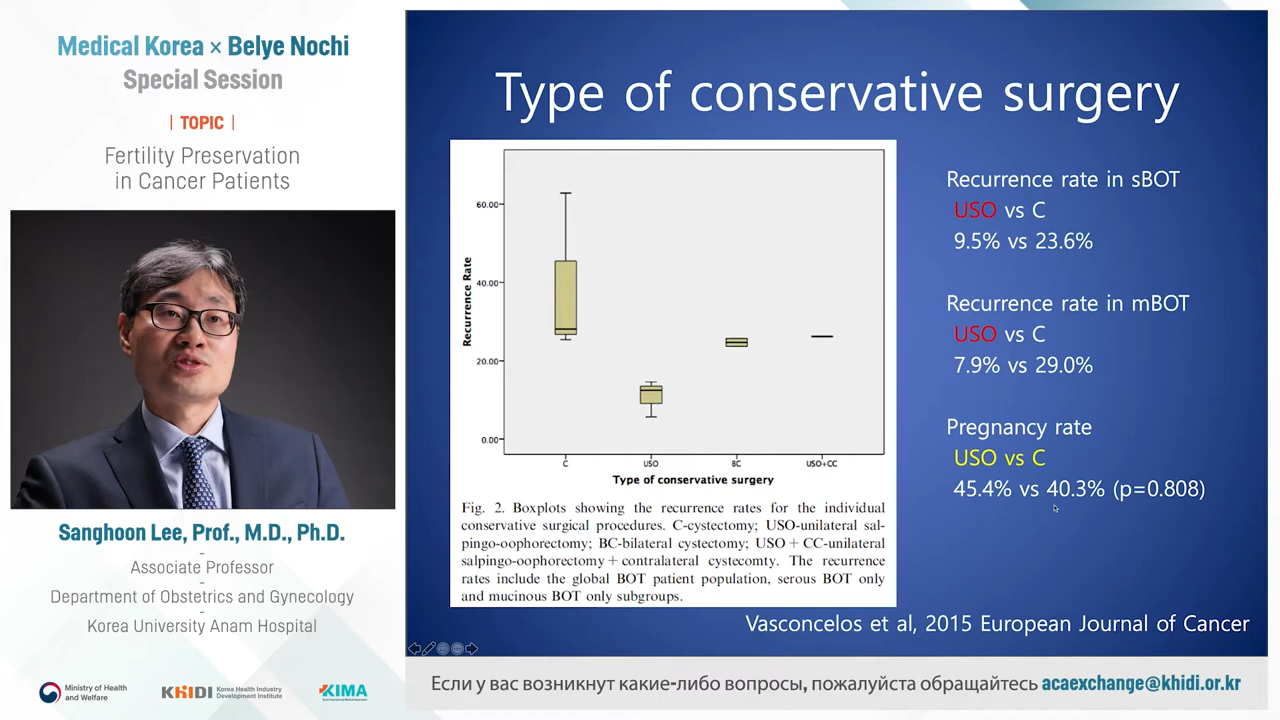 Medical Korea × Belye Nochi
Special Session
| TOPIC |
Fertility Preservation
in Cancer Patients
Sanghoon Lee, Prof., M.D., Ph.D.
-
Associate Professor
-
Department of Obstetrics and Gynecology
-
Korea University Anam Hospital
Ministry of Health
and Welfare
KHIDI
Korea Health Industry
Development Institute
KIMA
Type of conservative surgery
Recurrence Rate
60.00
40.00
20.00
0.00
C
USO
BC
USO+CC
Type of conservative surgery
Fig. 2. Boxplots showing the recurrence rates for the individual
conservative surgical procedures. C-cystectomy; USO-unilateral sal-
pingo-oophorectomy; BC-bilateral cystectomy; USO + CC-unilateral
salpingo-oophorectomy + contralateral cystecomty. The recurrence
rates include the global BOT patient population, serous BOT only
and mucinous BOT only subgroups.
Recurrence rate in sBOT
USO vs C
9.5% vs 23.6%
Recurrence rate in mBOT
USO vs C
7.9% vs 29.0%
Pregnancy rate
USO vs C
45.4% vs 40.3% (p=0.808)
Vasconcelos et al, 2015 European Journal of Cancer
Если у вас возникнут какие-либо вопросы, пожалуйста обращайтесь acaexchange@khidi.or.kr